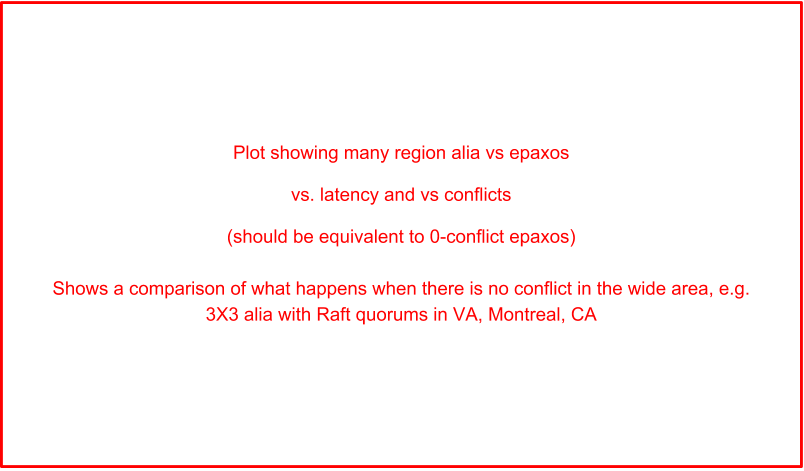 Plot showing many region alia vs epaxos
vs. latency and vs conflicts
(should be equivalent to 0-conflict epaxos)
Shows a comparison of what happens when there is no conflict in the wide area, e.g.
3X3 alia with Raft quorums in VA, Montreal, CA